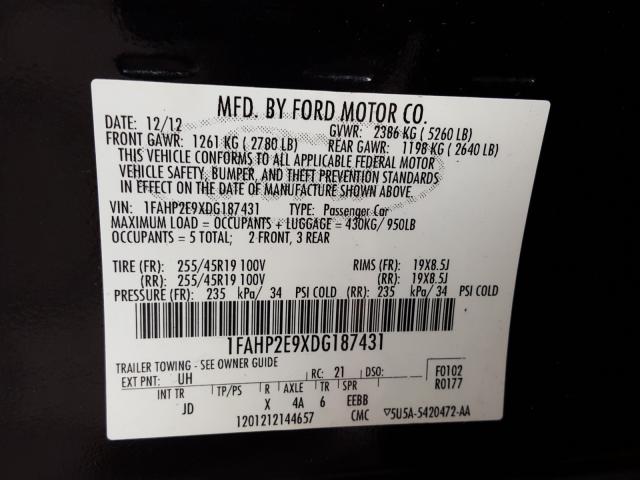 MFD. BY FORD MOTOR CO.
DATE: 12/12 GVWR: 2386 KG ( 5260 LB)
FRONT GAWR: 1261 KG ( 2780 LB) REAR GAWR: 1198 KG ( 2640 LB)
THIS VEHICLE CONFORMS TO ALL APPLICABLE FEDERAL MOTOR
VEHICLE SAFETY, BUMPER, AND THEFT PREVENTION STANDARDS
IN EFFECT ON THE DATE OF MANUFACTURE SHOWN ABOVE.
VIN: 1FAHP2E9XDG187431 TYPE: Passenger Car
MAXIMUM LOAD = OCCUPANTS + LUGGAGE = 430KG/ 950LB
OCCUPANTS = 5 TOTAL; 2 FRONT, 3 REAR
TIRE (FR): 255/45R19 100V RIMS (FR): 19X8.5J
(RR): 255/45R19 100V (RR): 19X8.5J
PRESSURE (FR): 235 kPa/ 34 PSI COLD (RR): 235 kPa/ 34 PSI COLD
1FAHP2E9XDG187431
TRAILER TOWING - SEE OWNER GUIDE
EXT PNT: UH RC: 21 DSO: F0102
R0177
INT TR TP/PS R AXLE TR SPR
JD X 4A 6 EEBB
1201212144657 CMC ▽5U5A-5420472-AA